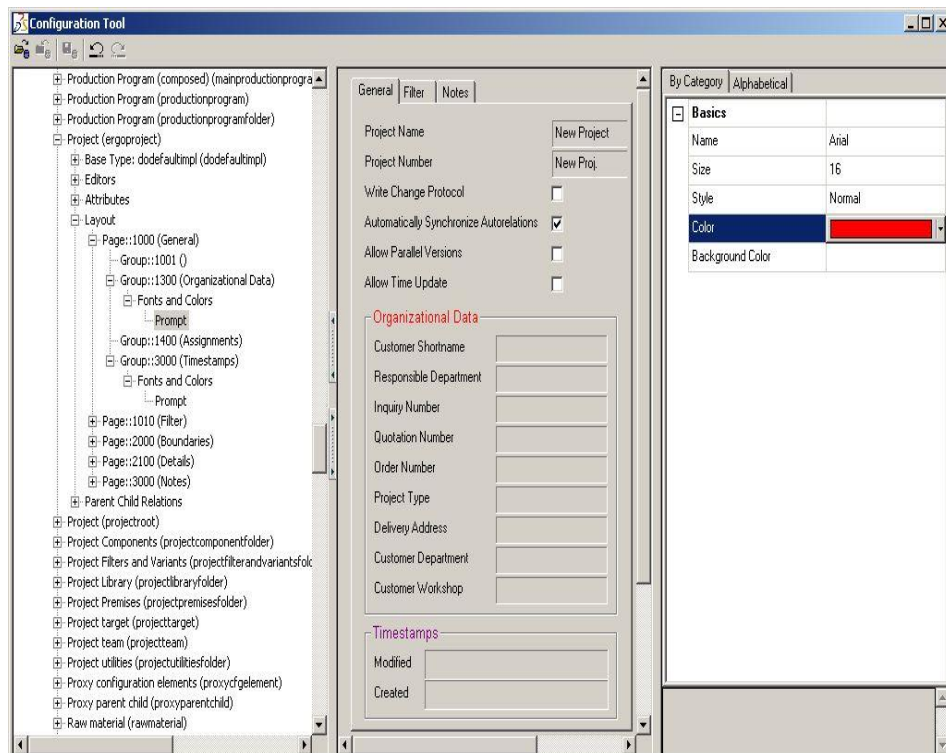 Configuration Tool
Production Program (composed) (mainproductionprogra
Production Program (productionprogram)
Production Program (productionprogramfolder)
Project (ergoproject)
Base Type: dodefaultimpl (dodefaultimpl)
Editors
Attributes
Layout
Page::1000 (General)
Group::1001 ()
Group::1300 (Organizational Data)
Fonts and Colors
Prompt
Group::1400 (Assignments)
Group::3000 (Timestamps)
Fonts and Colors
Prompt
Page::1010 (Filter)
Page::2000 (Boundaries)
Page::2100 (Details)
Page::3000 (Notes)
Parent Child Relations
Project (projectroot)
Project Components (projectcomponentfolder)
Project Filters and Variants (projectfilterandvariantsfolc
Project Library (projectlibraryfolder)
Project Premises (projectpremisesfolder)
Project target (projecttarget)
Project team (projectteam)
Project utilities (projectutilitiesfolder)
Proxy configuration elements (proxycfgelement)
Proxy parent child (proxyparentchild)
Raw material (rawmaterial)
General Filter Notes
Project Name New Project
Project Number New Proj.
Write Change Protocol
Automatically Synchronize Autorelations
Allow Parallel Versions
Allow Time Update
Organizational Data
Customer Shortname
Responsible Department
Inquiry Number
Quotation Number
Order Number
Project Type
Delivery Address
Customer Department
Customer Workshop
Timestamps
Modified
Created
By Category Alphabetical
Basics
Name Arial
Size 16
Style Normal
Color
Background Color